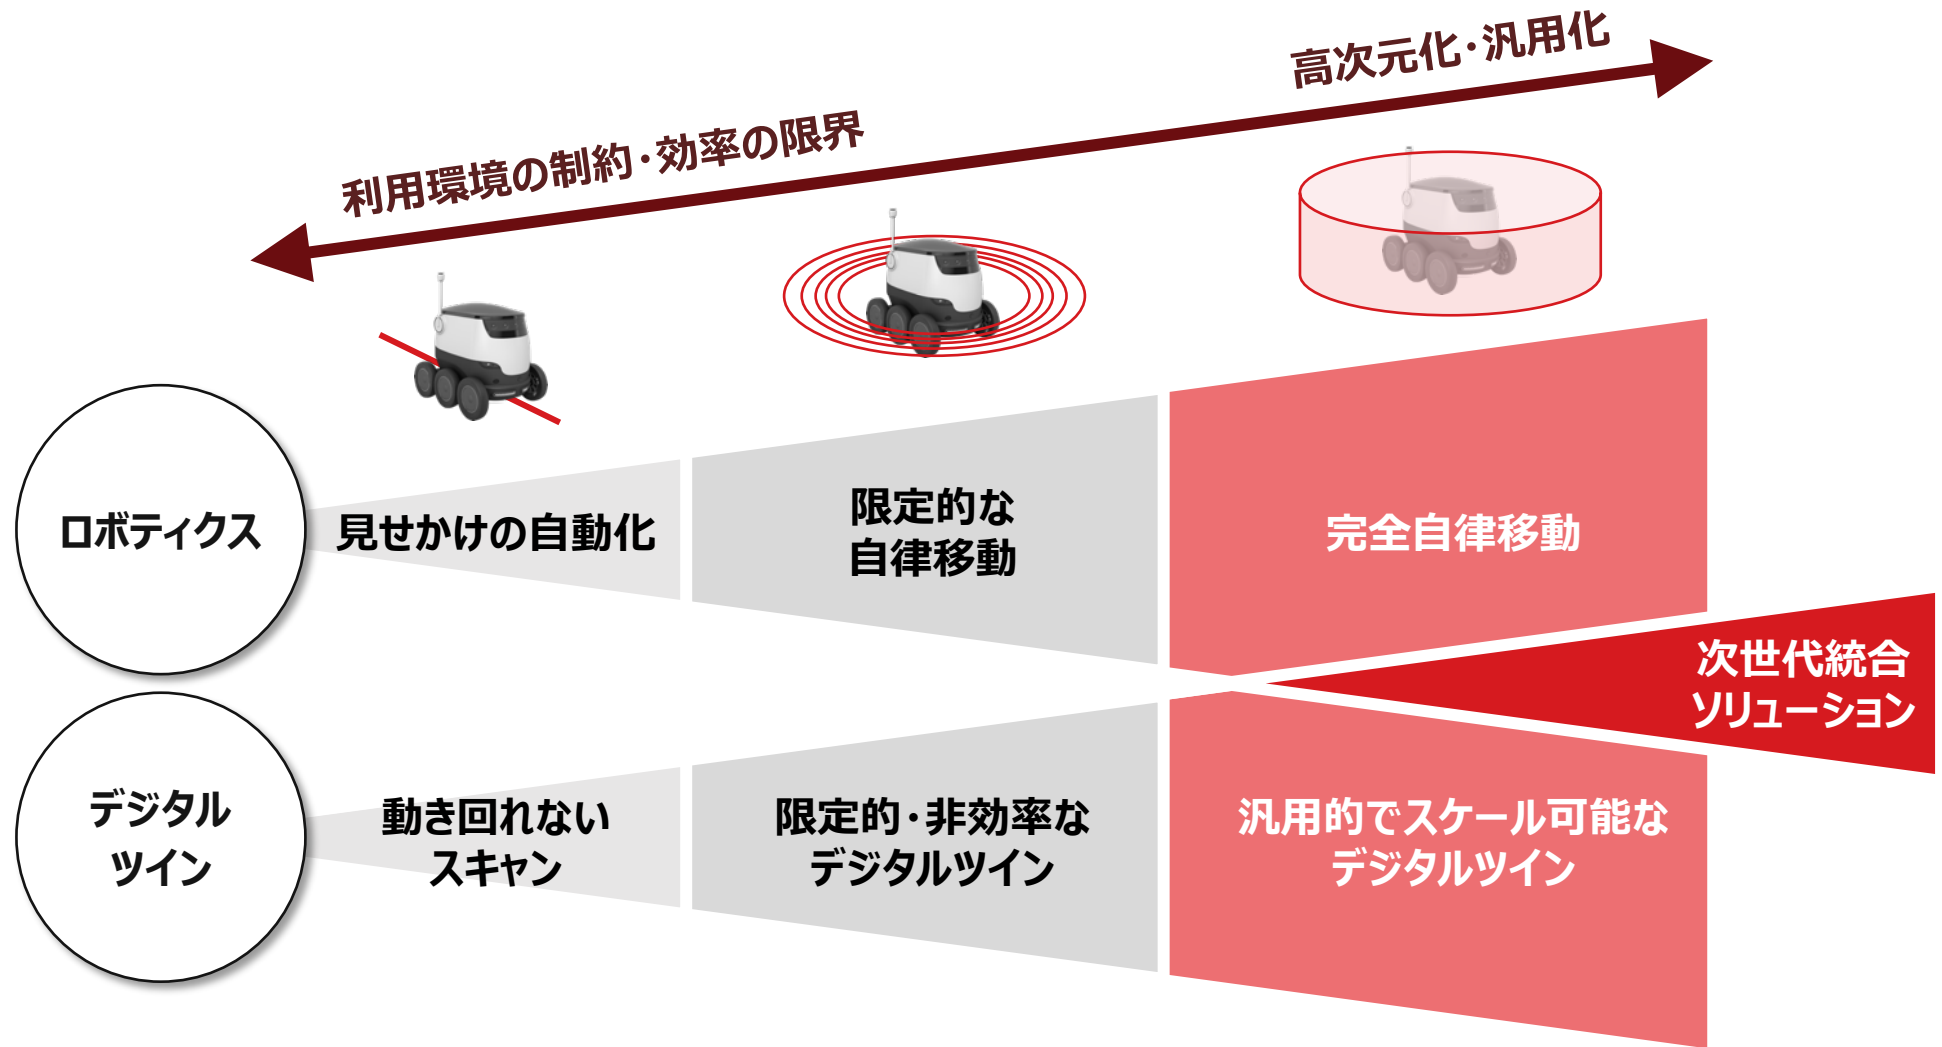 高次元化・汎用化
利用環境の制約・効率の限界
ロボティクス
見せかけの自動化
限定的な
自律移動
完全自律移動
次世代統合
ソリューション
デジタル
ツイン
動き回れない
スキャン
限定的・非効率な
デジタルツイン
汎用的でスケール可能な
デジタルツイン